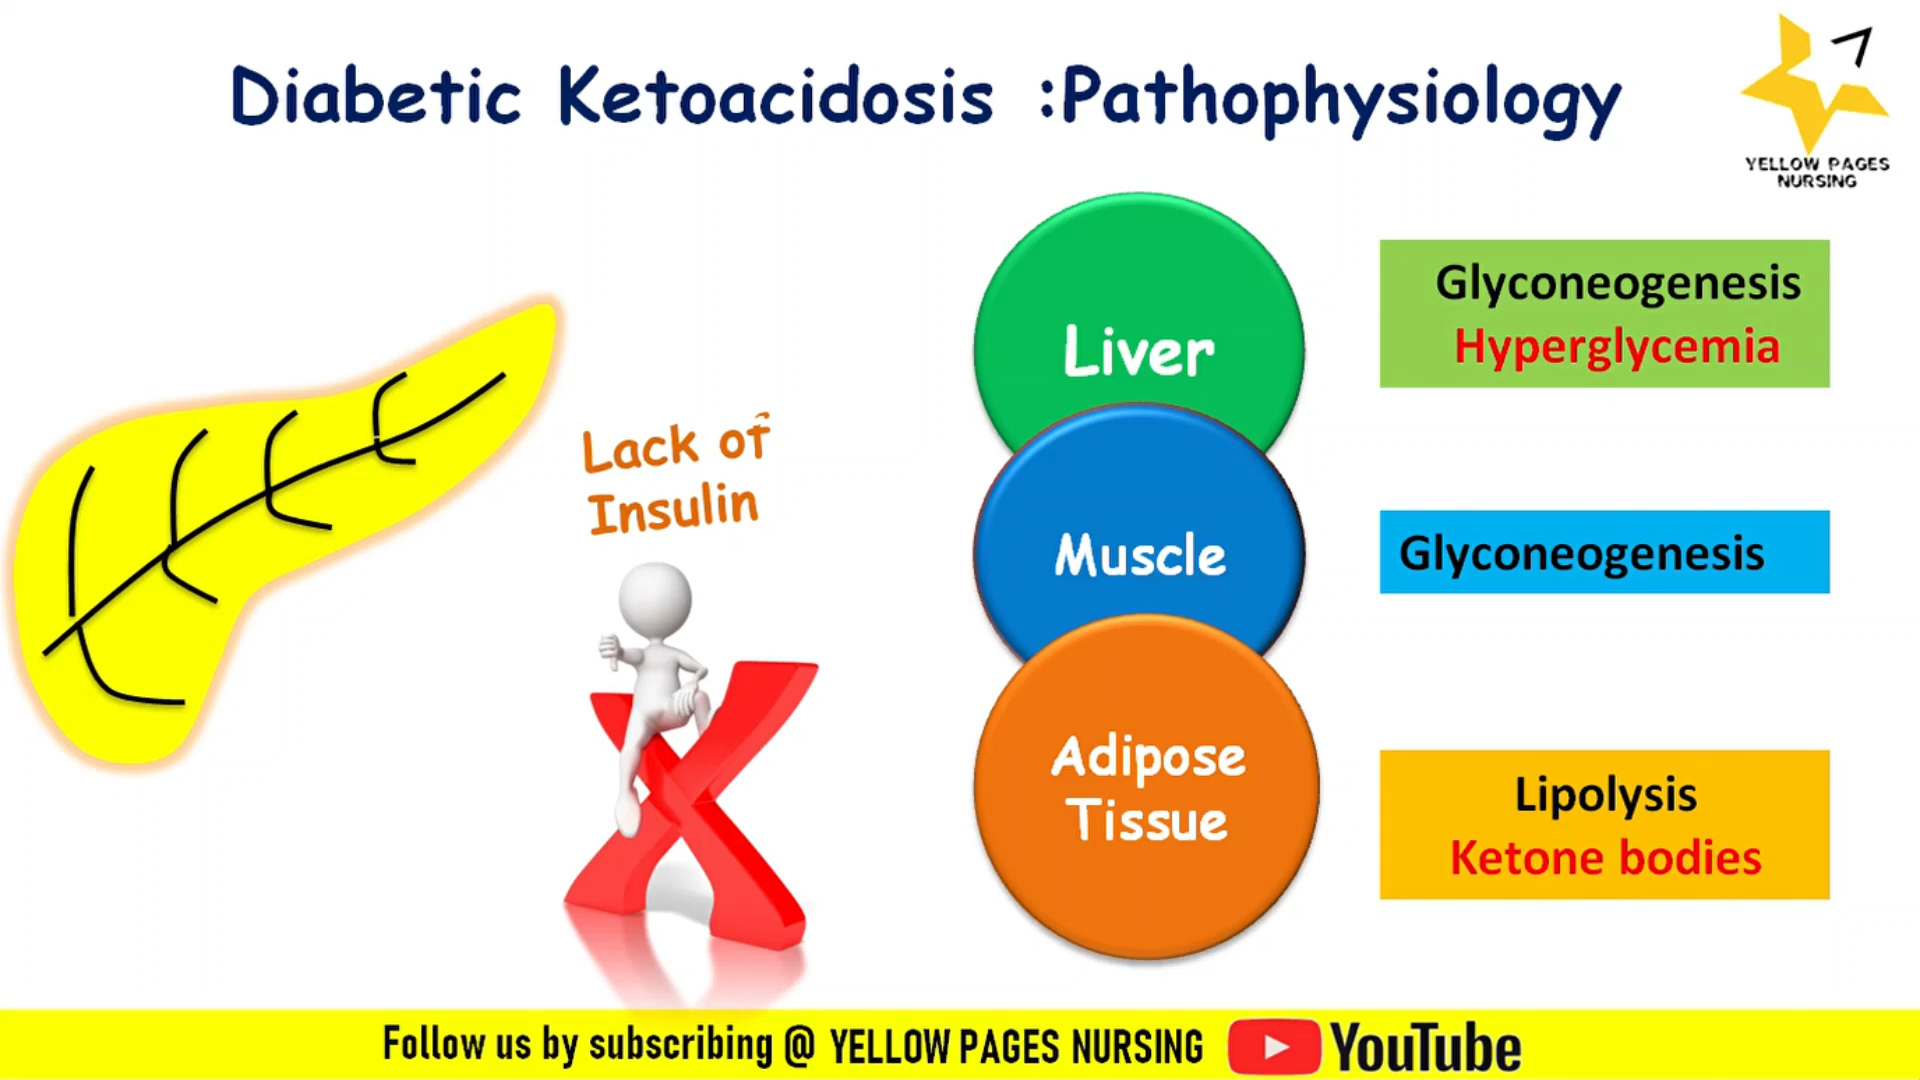 Diabetic Ketoacidosis :Pathophysiology
YELLOW PAGES
NURSING
Lack of
Insulin
Liver
Muscle
Adipose
Tissue
Glyconeogenesis
Hyperglycemia
Glyconeogenesis
Lipolysis
Ketone bodies
Follow us by subscribing @ YELLOW PAGES NURSING YouTube